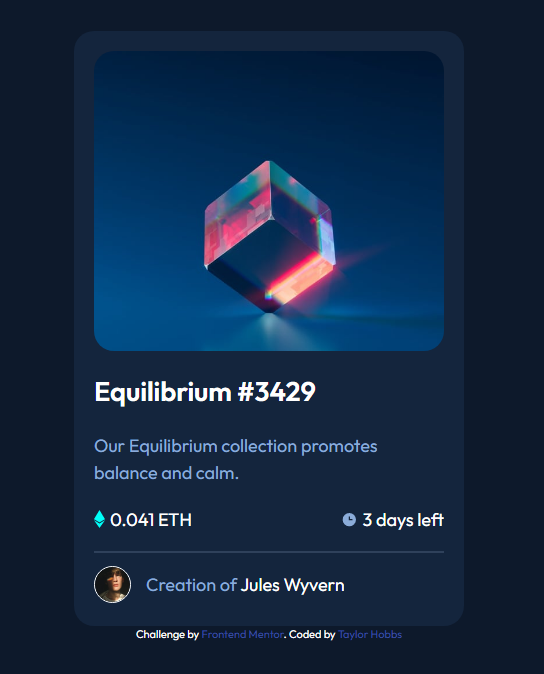 Equilibrium #3429
Our Equilibrium collection promotes
balance and calm.
0.041 ETH
3 days left
Creation of Jules Wyvern
Challenge by Frontend Mentor. Coded by Taylor Hobbs